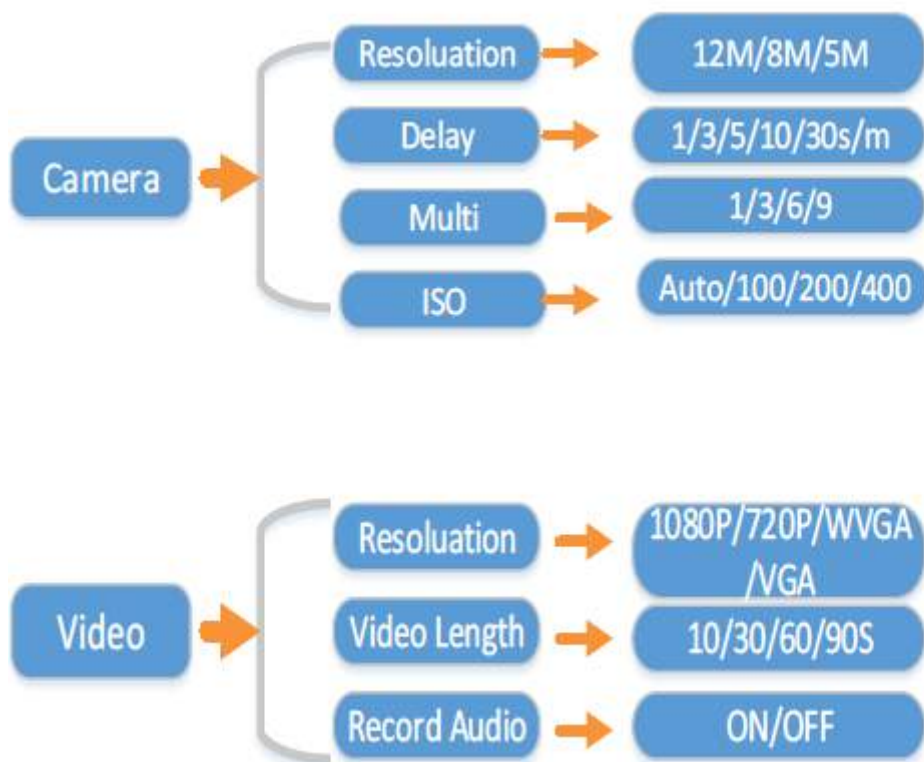 Camera
Resoluation
12M/8M/5M
Delay
1/3/5/10/30s/m
Multi
1/3/6/9
ISO
Auto/100/200/400
Video
Resoluation
1080P/720P/WVGA
/VGA
Video Length
10/30/60/90S
Record Audio
ON/OFF